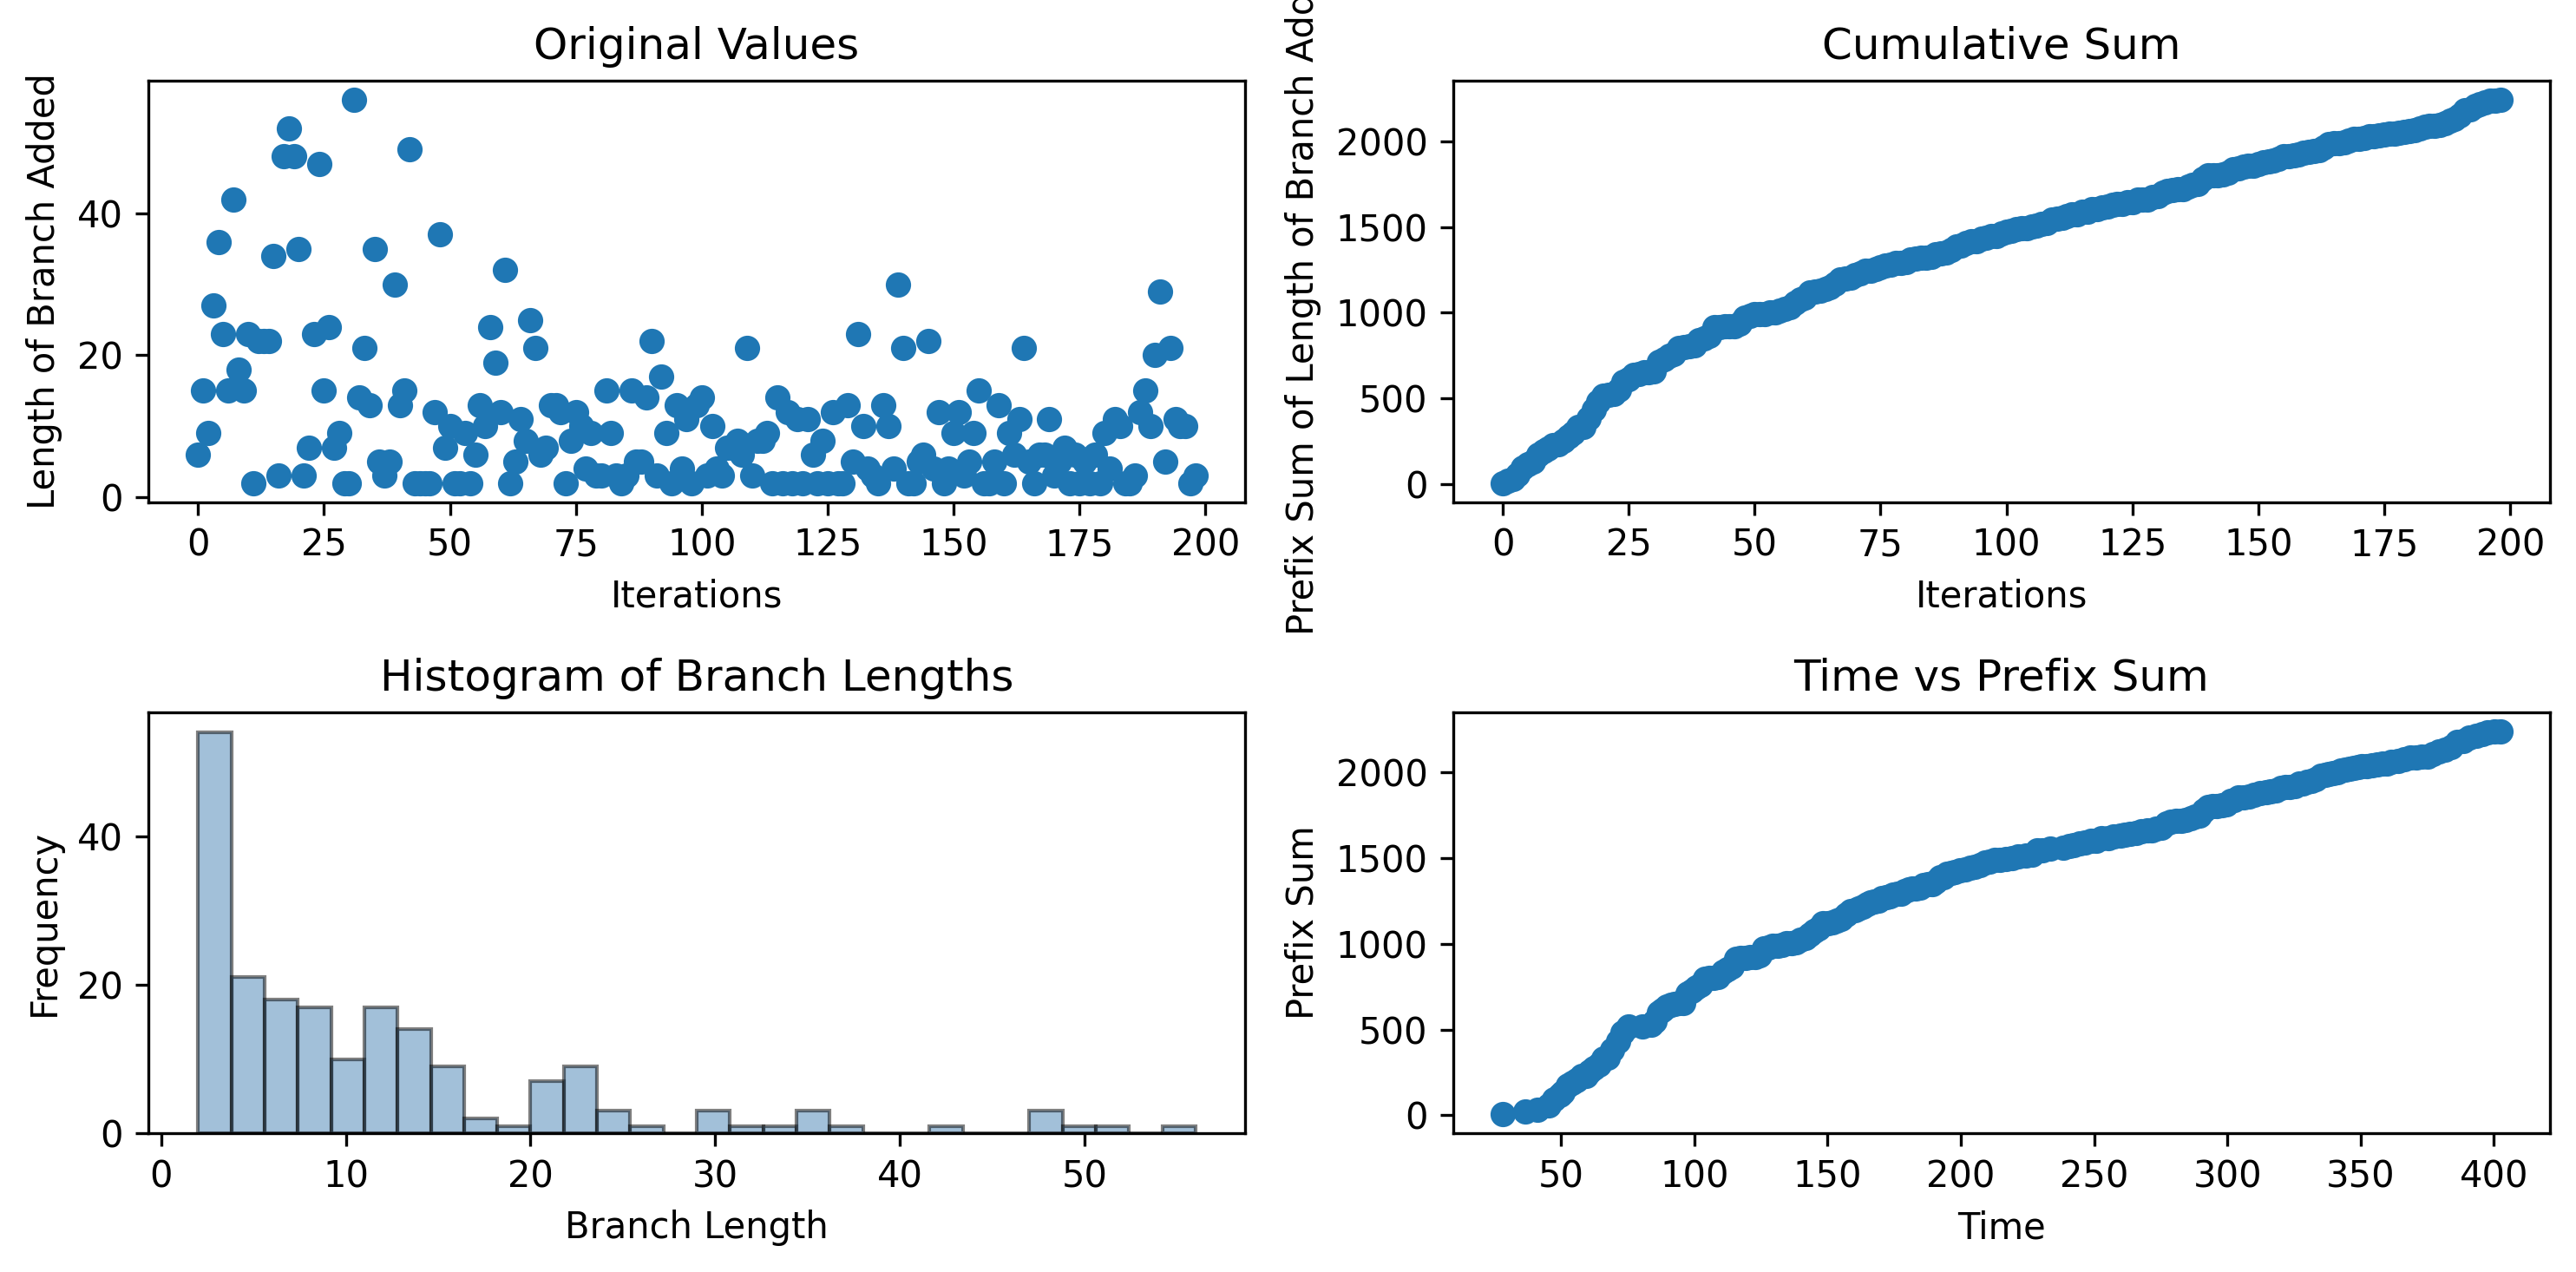 Original Values
Length of Branch Added
40
20
0
0 25 50 75 100 125 150 175 200
Iterations
Cumulative Sum
Prefix Sum of Length of Branch
2000
1500
1000
500
0
0 25 50 75 100 125 150 175 200
Iterations
Histogram of Branch Lengths
Frequency
40
20
0
0 10 20 30 40 50
Branch Length
Time vs Prefix Sum
Prefix Sum
2000
1500
1000
500
0
50 100 150 200 250 300 350 400
Time